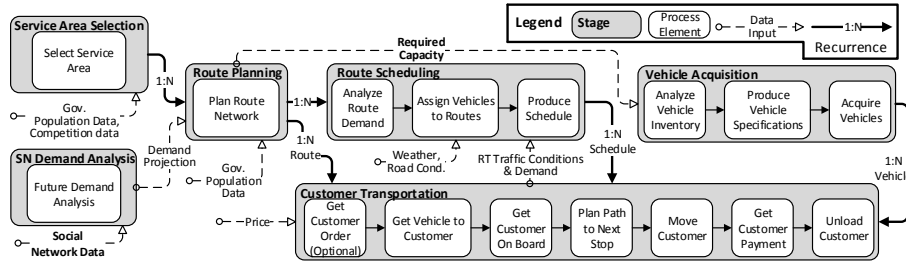 Service Area Selection
Select Service
Area
Gov.
Population Data,
Competition data
SN Demand Analysis
Future Demand
Analysis
Social
Network Data
1:N
Demand
Projection
Route Planning
Plan Route
Network
Gov.
Population
Data
Required
Capacity
1:N
1:N
Route
Route Scheduling
Analyze
Route
Demand
Assign Vehicles
to Routes
Produce
Schedule
Weather,
Road Cond.
RT Traffic Conditions
& Demand
1:N
Schedule
Legend
Stage
Process
Element
Data
Input
1:N
Recurrence
Vehicle Acquisition
Analyze
Vehicle
Inventory
Produce
Vehicle
Specifications
Acquire
Vehicles
1:N
Vehicle
Customer Transportation
Price
Get
Customer
Order
(Optional)
Get Vehicle to
Customer
Get
Customer
On Board
Plan Path
to Next
Stop
Move
Customer
Get
Customer
Payment
Unload
Customer